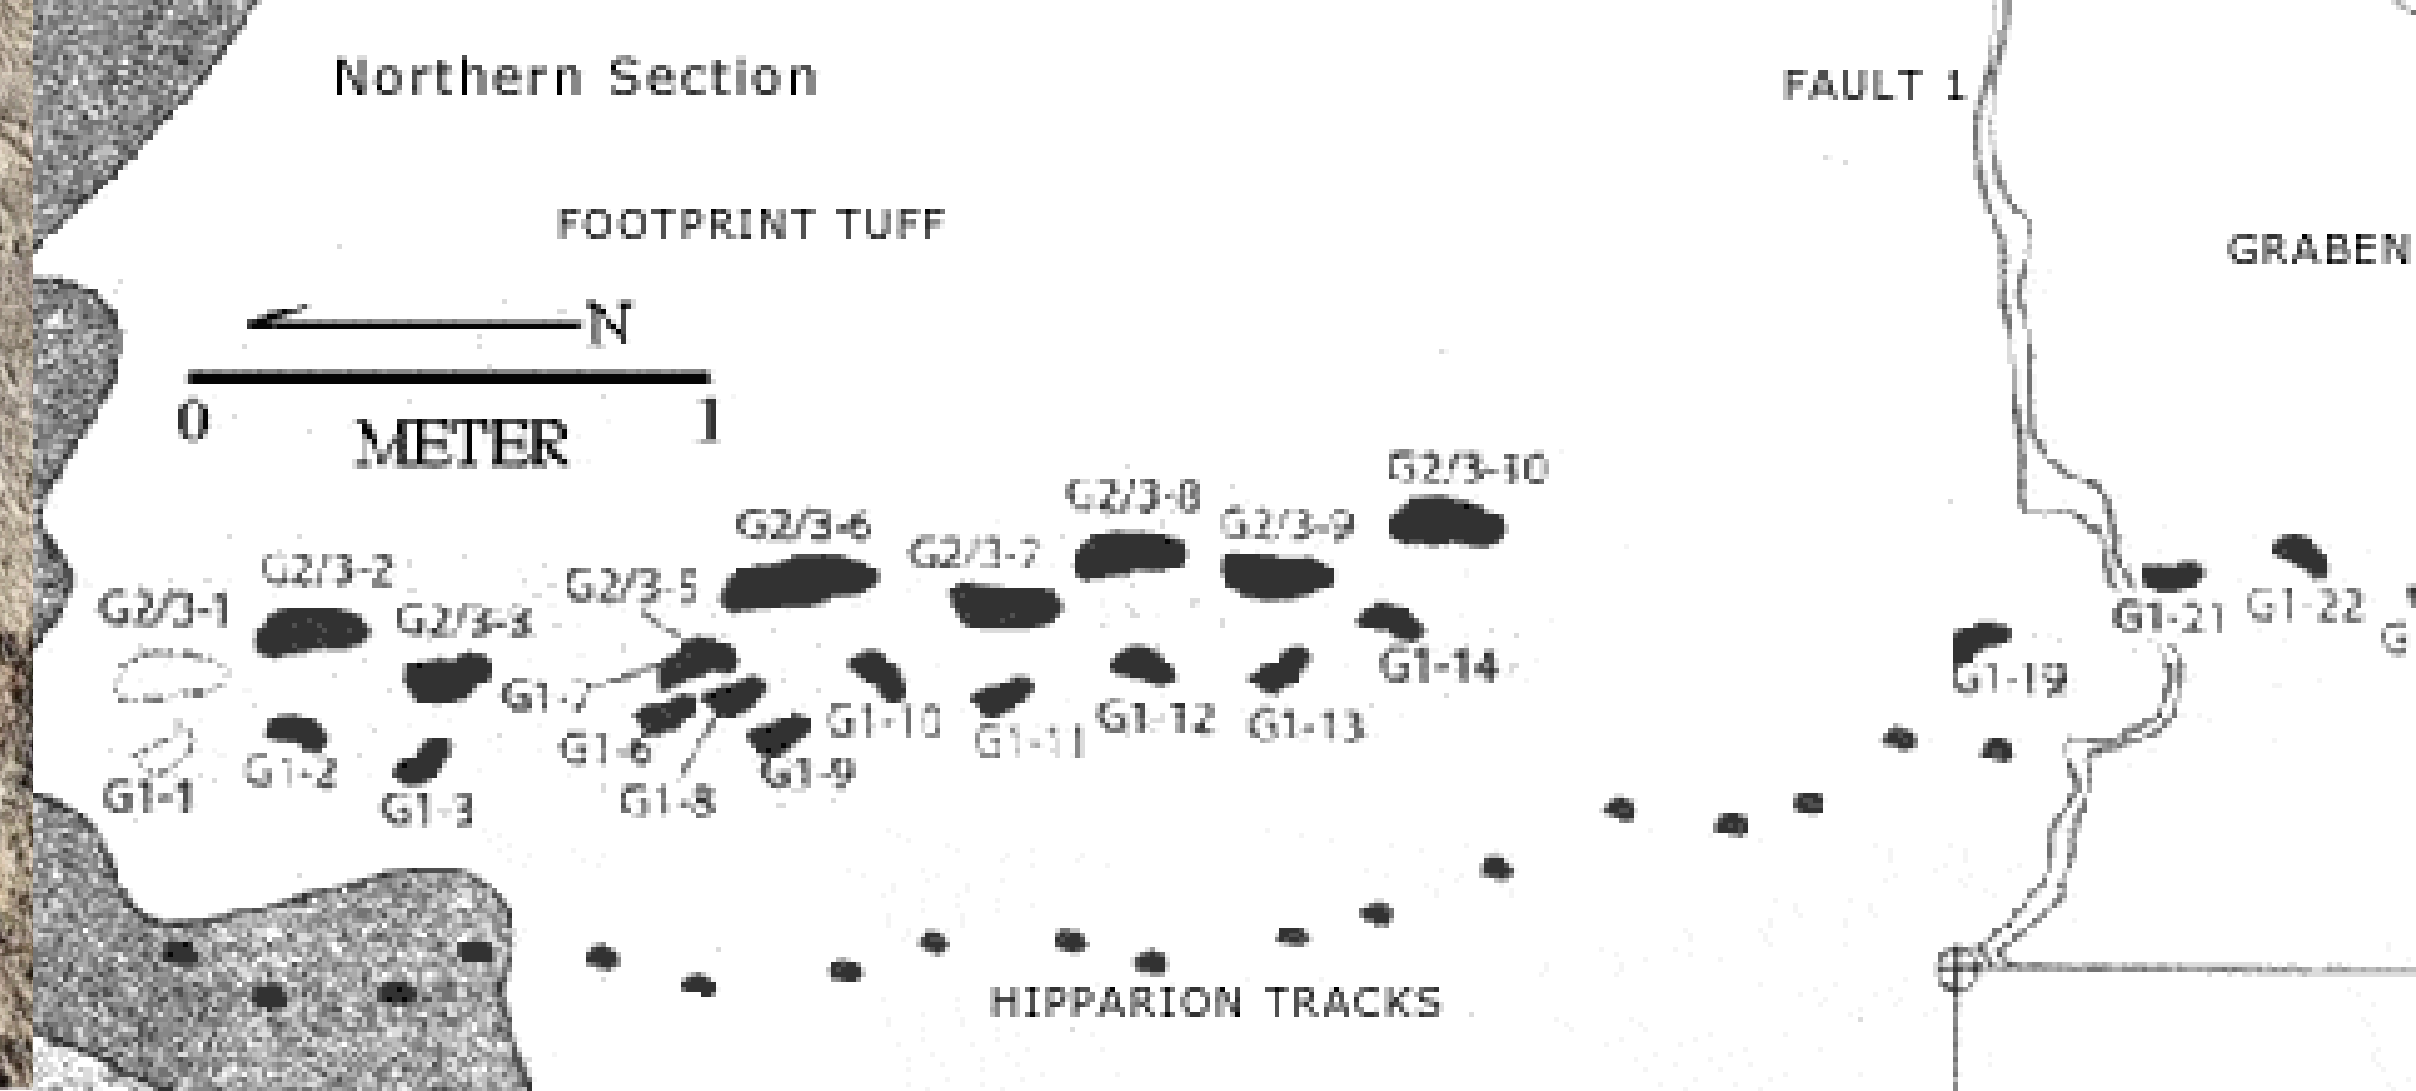 Northern Section
FAULT 1
FOOTPRINT TUFF
GRABEN
N
0 1
METER
G2/3-10
G2/3-8
G2/3-6
G2/3-9
G2/3-7
G2/3-2
G2/3-5
G2/3-1
G2/3-3
G1-21
G1-22
G1-14
G1-19
G1-7
G1-10
G1-12
G1-13
G1-6
G1-11
G1-2
G1-9
G1-1
G1-3
G1-8
HIPPARION TRACKS